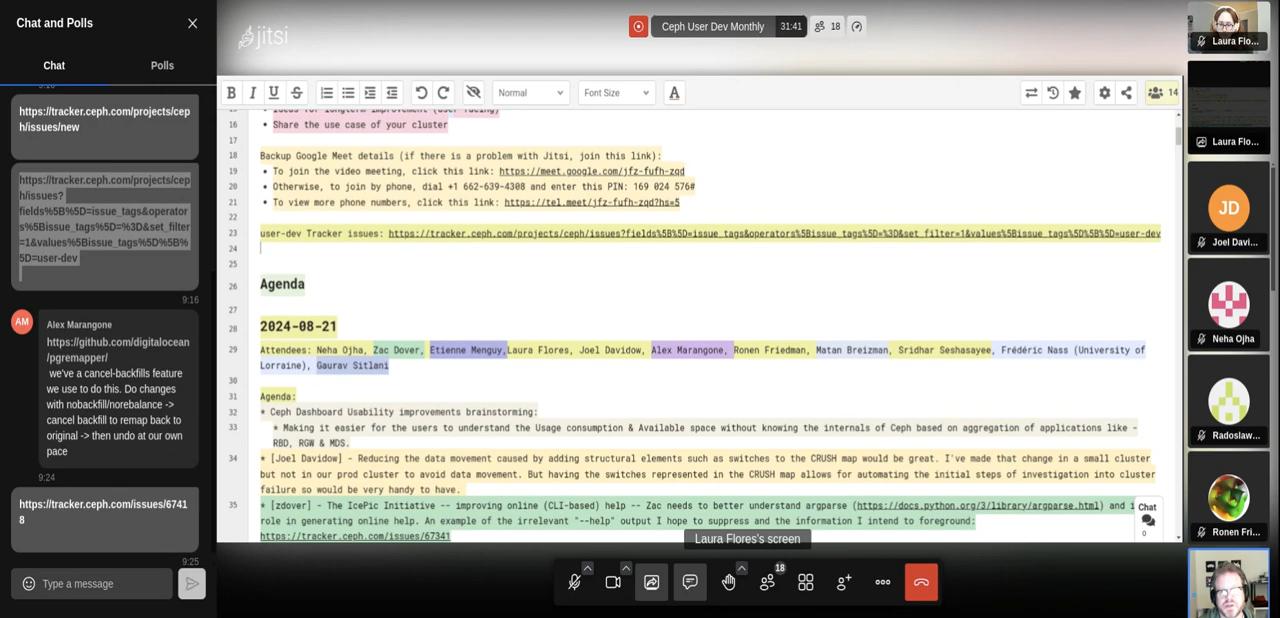 Chat and Polls
Chat
Polls
https://tracker.ceph.com/projects/cep
h/issues/new
https://tracker.ceph.com/projects/cep
h/issues?
fields%5B%5D=issue_tags&operator
s%5Bissue_tags%5D=%3D&set_filter
=1&values%5Bissue_tags%5D%5B%
5D=user-dev
9:16
AM
Alex Marangone
https://github.com/digitalocean
/pgremapper/
we've a cancel-backfills feature
we use to do this. Do changes
with nobackfill/norebalance ->
cancel backfill to remap back to
original -> then undo at our own
pace
9:24
https://tracker.ceph.com/issues/6741
8
9:25
Type a message
jitsi
Ceph User Dev Monthly
31:41
18
B I U S
Normal
Font Size
A
14
16 • Share the use case of your cluster
17
18 Backup Google Meet details (if there is a problem with Jitsi, join this link):
19 • To join the video meeting, click this link: https://meet.google.com/jfz-fufh-zqd
20 • Otherwise, to join by phone, dial +1 662-639-4308 and enter this PIN: 169 024 576#
21 • To view more phone numbers, click this link: https://tel.meet/jfz-fufh-zqd?hs=5
22
23 user-dev Tracker issues: https://tracker.ceph.com/projects/ceph/issues?fields%5B%5D=issue_tags&operators%5Bissue_tags%5D=%3D&set_filter=1&values%5Bissue_tags%5D%5B%5D=user-dev
24
25
26 Agenda
27
28 2024-08-21
29 Attendees: Neha Ojha, Zac Dover, Etienne Menguy,Laura Flores, Joel Davidow, Alex Marangone, Ronen Friedman, Matan Breizman, Sridhar Seshasayee, Frédéric Nass (University of
Lorraine), Gaurav Sitlani
30
31 Agenda:
32 * Ceph Dashboard Usability improvements brainstorming:
33 * Making it easier for the users to understand the Usage consumption & Available space without knowing the internals of Ceph based on aggregation of applications like -
RBD, RGW & MDS.
34 * [Joel Davidow] - Reducing the data movement caused by adding structural elements such as switches to the CRUSH map would be great. I've made that change in a small cluster
but not in our prod cluster to avoid data movement. But having the switches represented in the CRUSH map allows for automating the initial steps of investigation into cluster
failure so would be very handy to have.
35 * [zdover] - The IcePic Initiative -- improving online (CLI-based) help -- Zac needs to better understand argparse (https://docs.python.org/3/library/argparse.html) and i
role in generating online help. An example of the irrelevant "--help" output I hope to suppress and the information I intend to foreground:
https://tracker.ceph.com/issues/67341
Chat
0
Laura Flores's screen
18
Laura Flo...
Laura Flo...
JD
Joel Davi...
Neha Ojha
Radoslaw...
Ronen Fri...